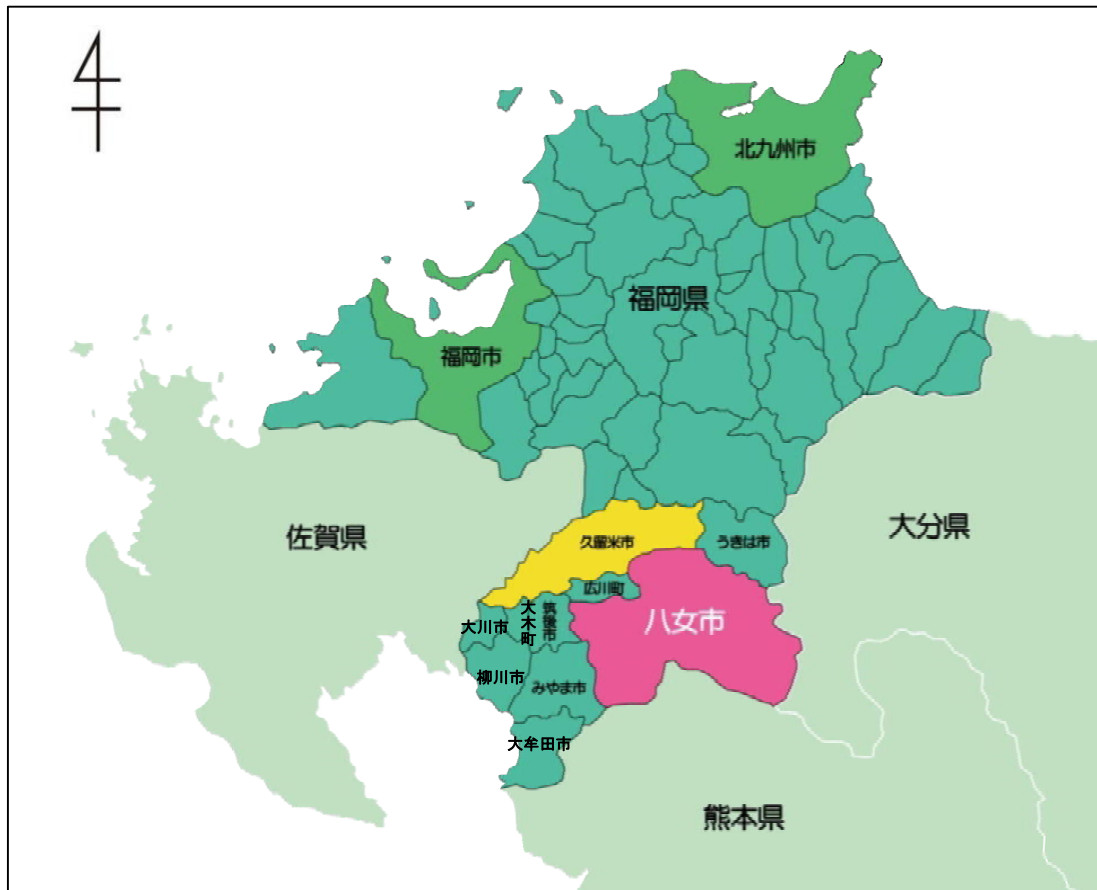 北九州市
福岡県
福岡市
佐賀県
大分県
久留米市
うきは市
広川町
八女市
大川市
大木町
筑後市
柳川市
みやま市
大牟田市
熊本県